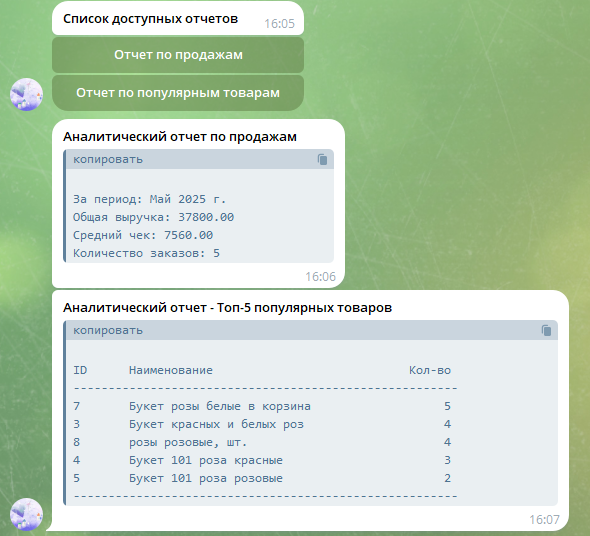 Список доступных отчетов
16:05
Отчет по продажам
Отчет по популярным товарам
Аналитический отчет по продажам
копировать
За период: Май 2025 г.
Общая выручка: 37800.00
Средний чек: 7560.00
Количество заказов: 5
16:06
Аналитический отчет - Топ-5 популярных товаров
копировать
ID Наименование Кол-во
-------------------------------------------------------
7 Букет розы белые в корзина 5
3 Букет красных и белых роз 4
8 розы розовые, шт. 4
4 Букет 101 роза красные 3
5 Букет 101 роза розовые 2
-------------------------------------------------------
16:07